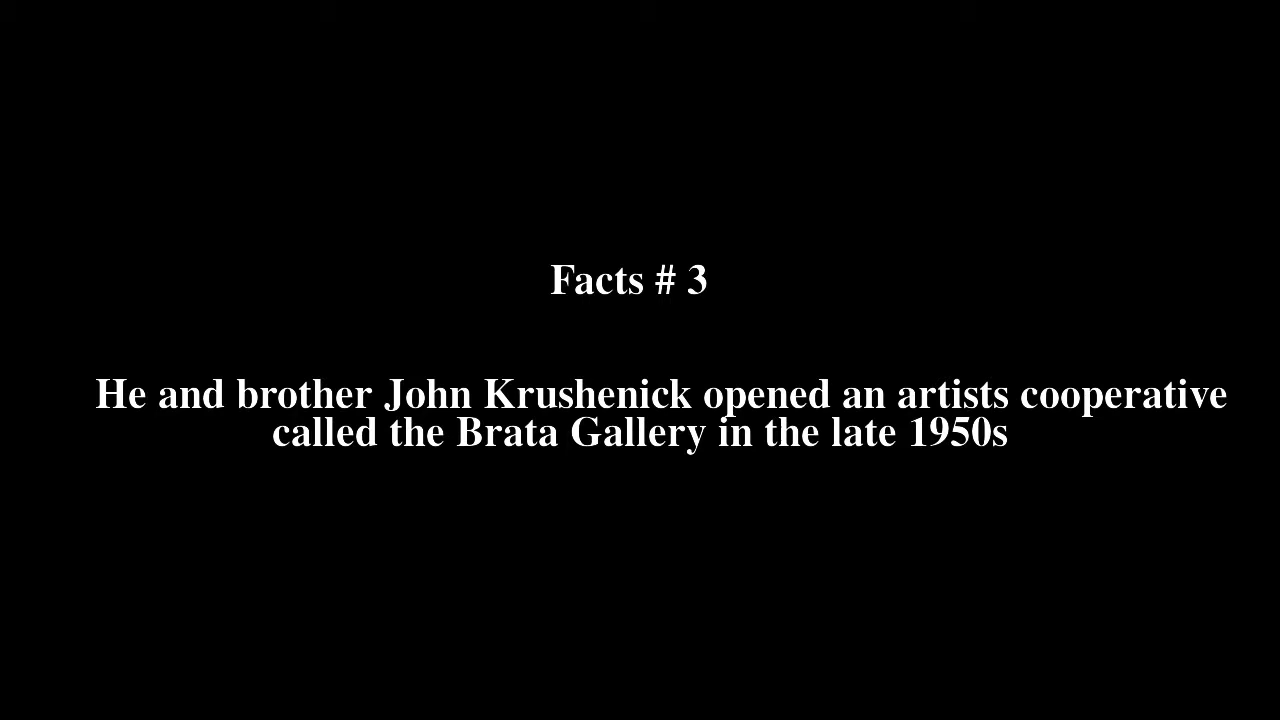 Facts # 3
He and brother John Krushenick opened an artists cooperative
called the Brata Gallery in the late 1950s